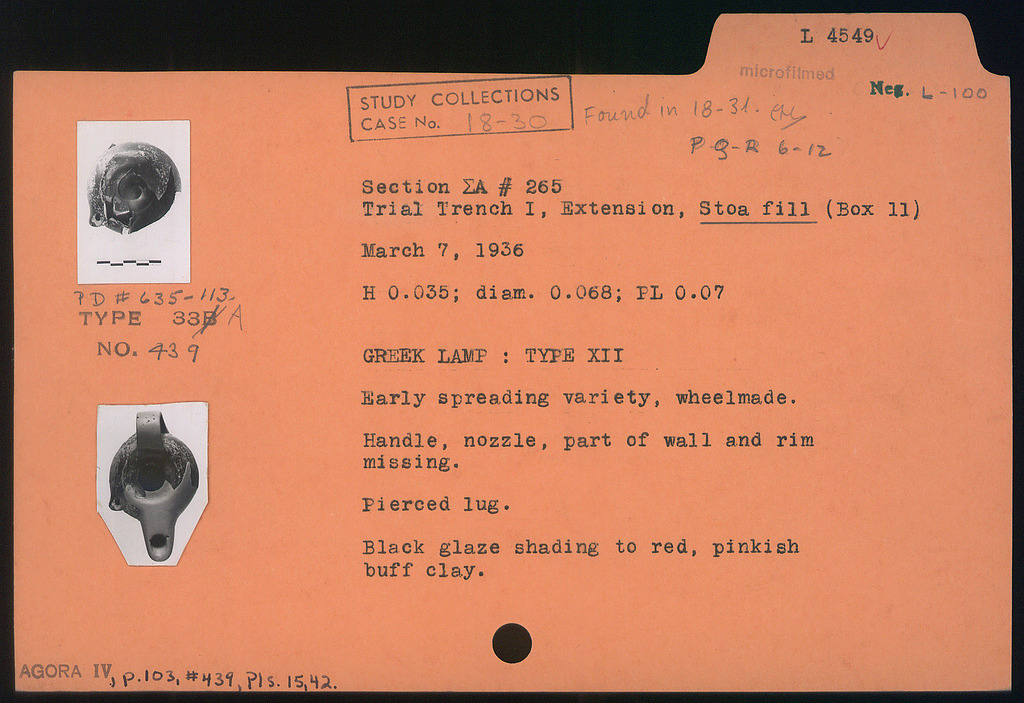 L 4549 ✓
microfilmed
Neg. L-100
STUDY COLLECTIONS
CASE No. 18-30
Found in 18-31.
P-Q-R 6-12
Section ΣA # 265
Trial Trench I, Extension, Stoa fill (Box 11)
March 7, 1936
H 0.035; diam. 0.068; PL 0.07
PD # 635-113.
TYPE 33B A
NO. 439
GREEK LAMP : TYPE XII
Early spreading variety, wheelmade.
Handle, nozzle, part of wall and rim
missing.
Pierced lug.
Black glaze shading to red, pinkish
buff clay.
AGORA IV, p.103, #439, Pls. 15,42.